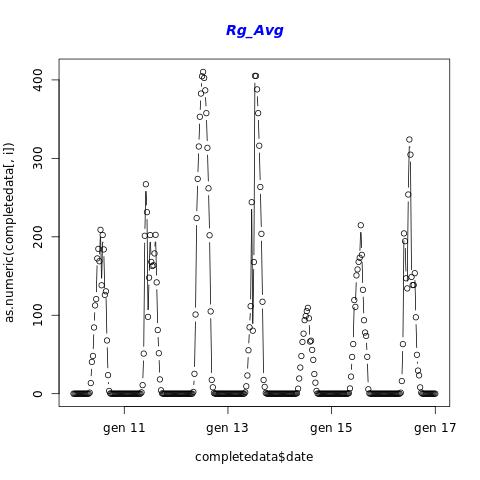 Rg_Avg
as.numeric(completedata[, i])
400
300
200
100
0
gen 11
gen 13
gen 15
gen 17
completedata$date